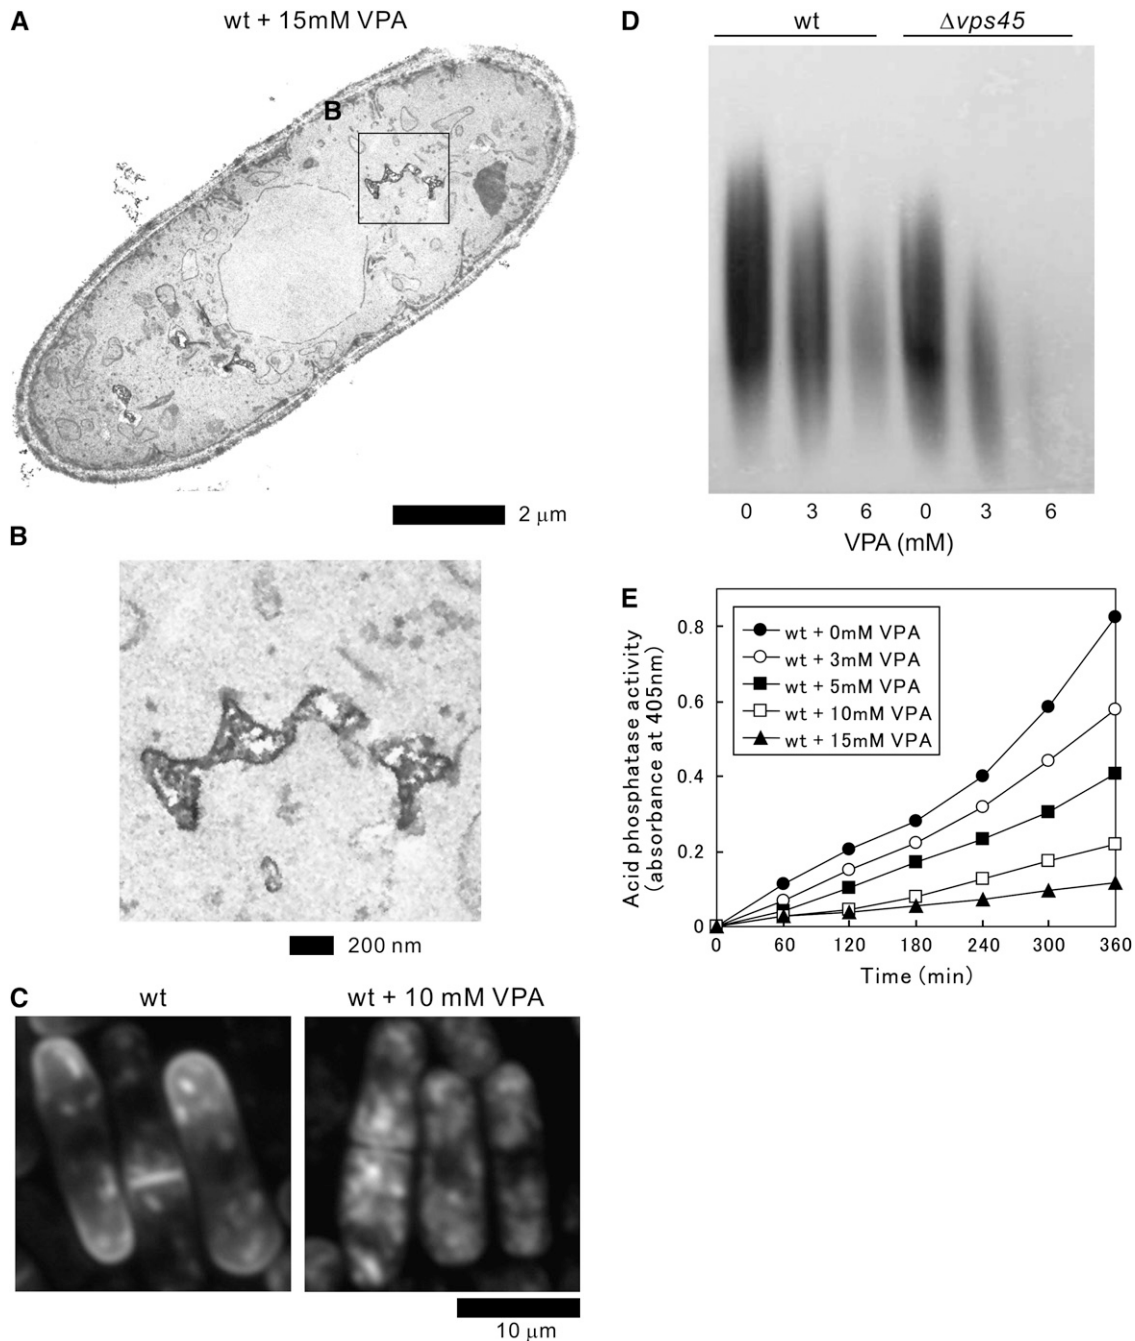 A
wt + 15mM VPA
B
2 μm
B
200 nm
C
wt
wt + 10 mM VPA
10 μm
D
wt
Δvps45
0 3 6 0 3 6
VPA (mM)
E
Acid phosphatase activity
(absorbance at 405nm)
0.8
0.6
0.4
0.2
0
wt + 0mM VPA
wt + 3mM VPA
wt + 5mM VPA
wt + 10mM VPA
wt + 15mM VPA
0 60 120 180 240 300 360
Time (min)